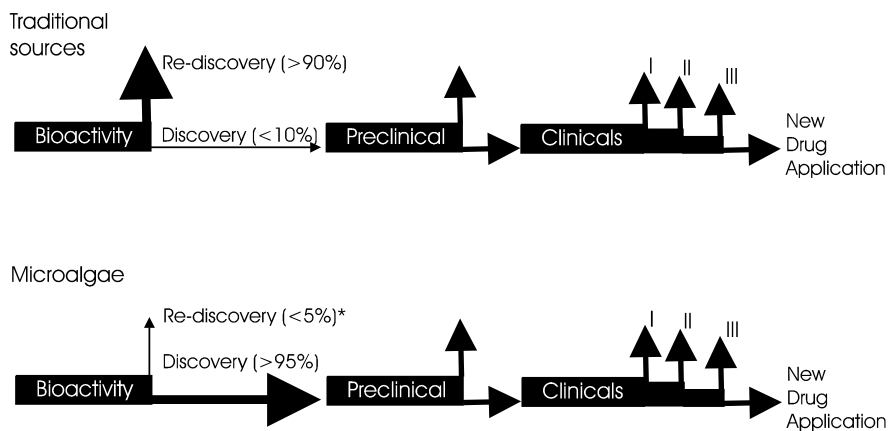 Traditional
sources
Re-discovery (>90%)
I
II
III
Bioactivity
Discovery (<10%)
Preclinical
Clinicals
New
Drug
Application
Microalgae
Re-discovery (<5%)*
I
II
III
Discovery (>95%)
Bioactivity
Preclinical
Clinicals
New
Drug
Application